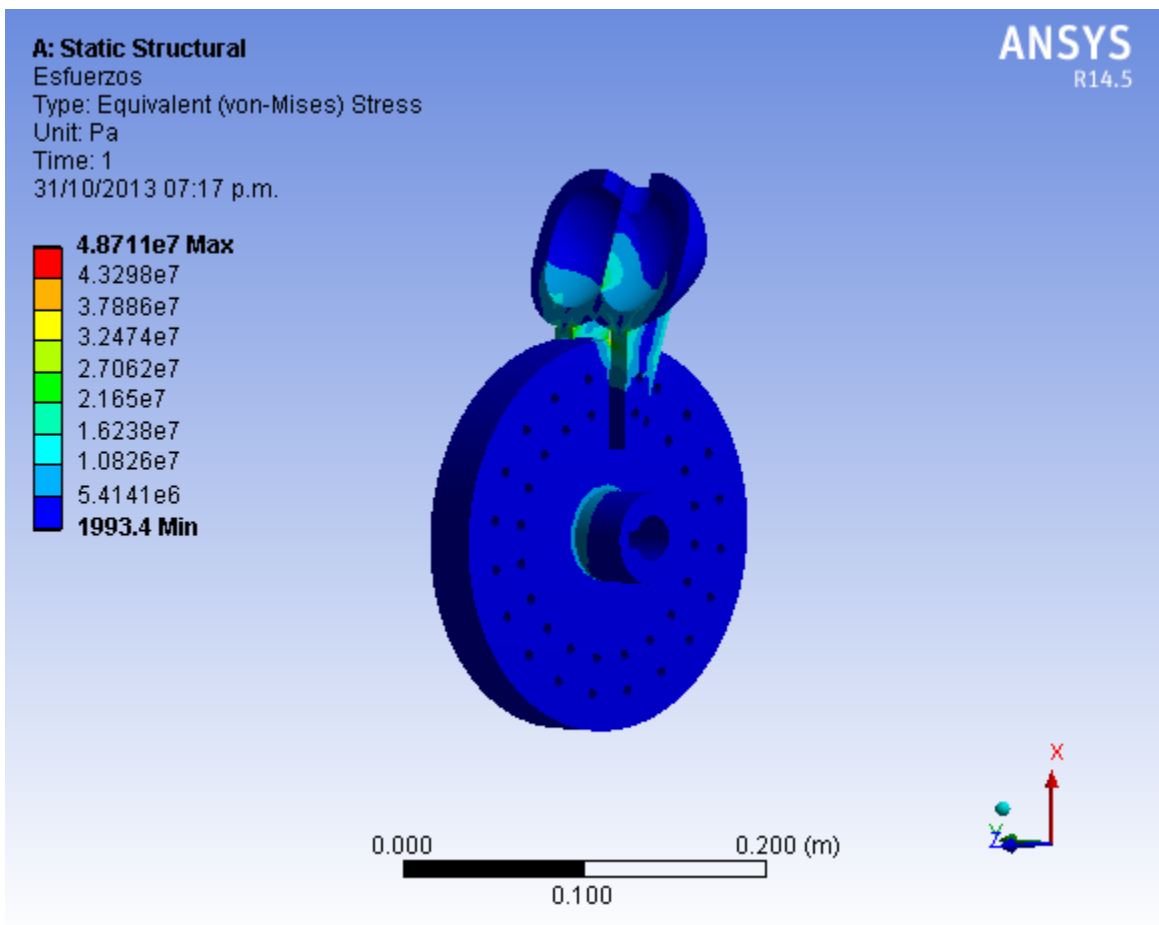 A: Static Structural
Esfuerzos
Type: Equivalent (von-Mises) Stress
Unit: Pa
Time: 1
31/10/2013 07:17 p.m.
ANSYS
R14.5
4.8711e7 Max
4.3298e7
3.7886e7
3.2474e7
2.7062e7
2.165e7
1.6238e7
1.0826e7
5.4141e6
1993.4 Min
X
Y
Z
0.000
0.200 (m)
0.100